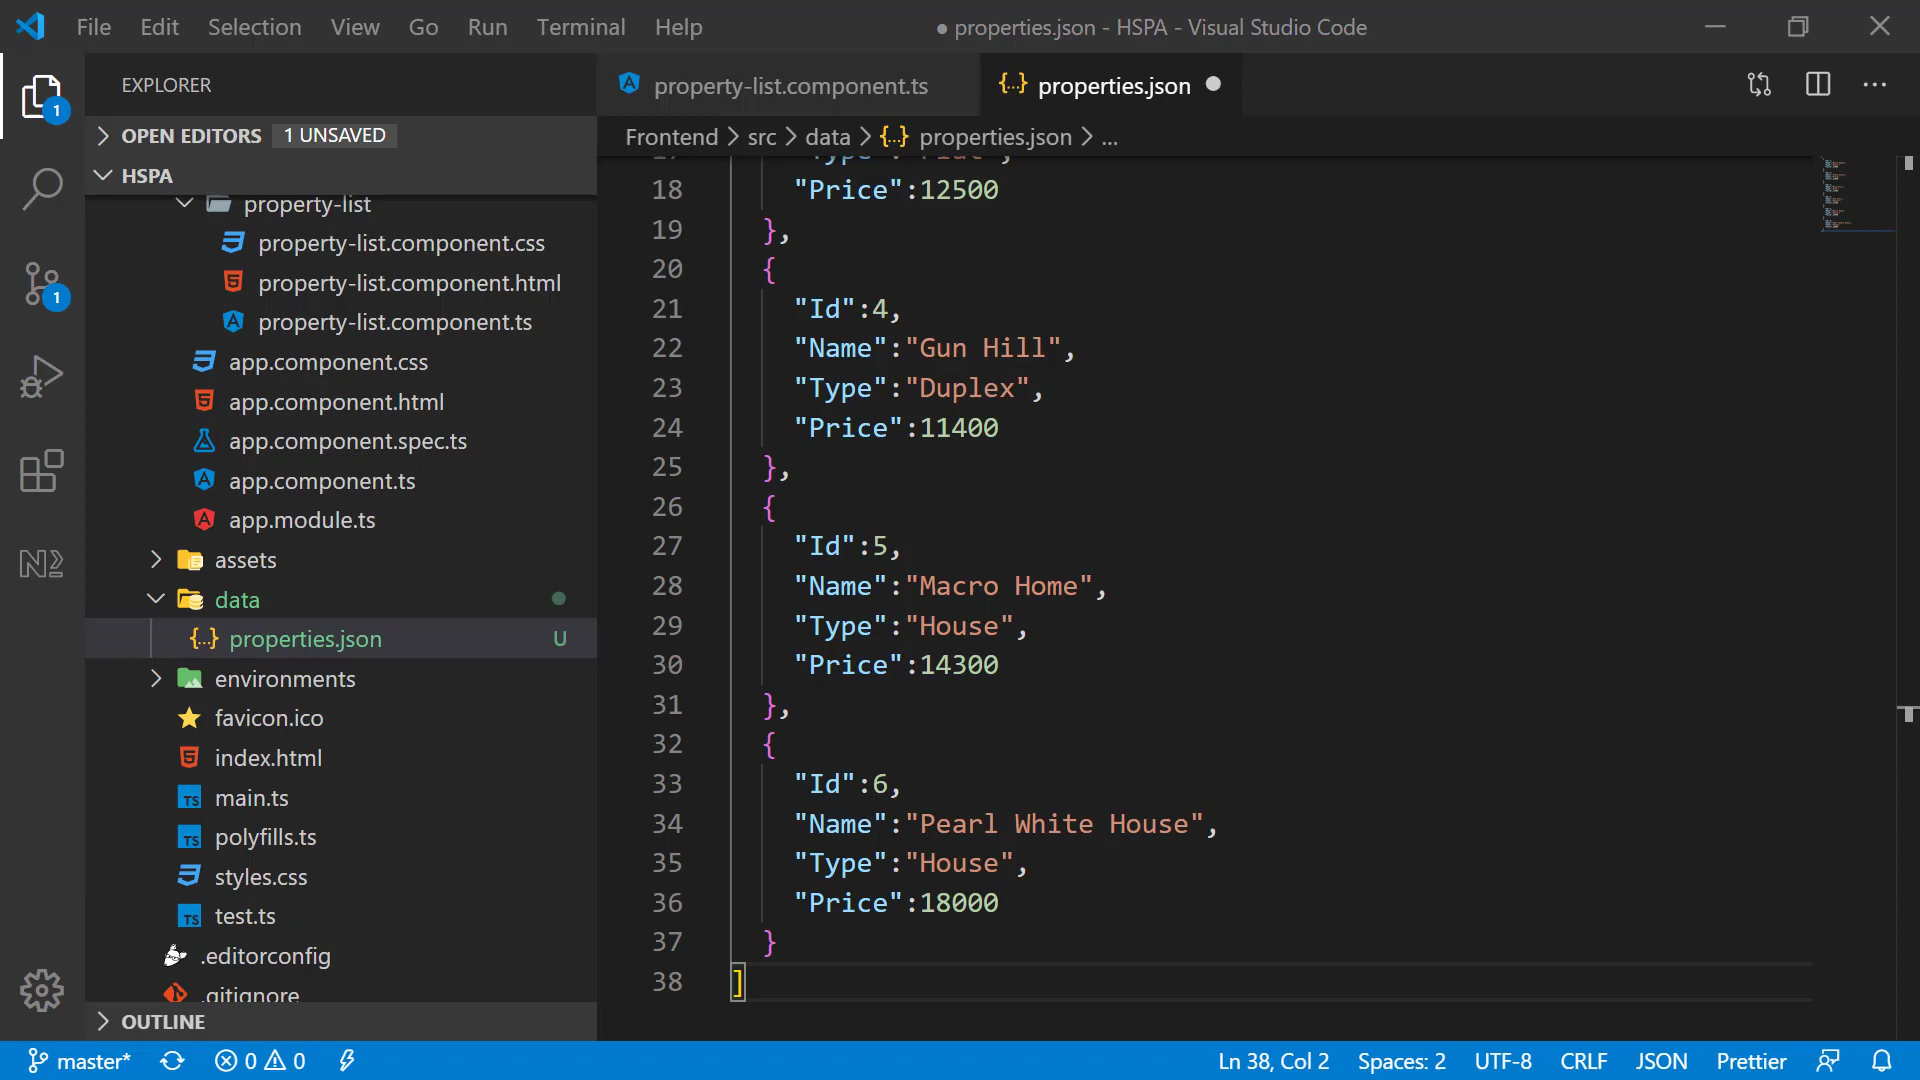 File Edit Selection View Go Run Terminal Help
● properties.json - HSPA - Visual Studio Code
EXPLORER
property-list.component.ts
{..} properties.json
1
OPEN EDITORS 1 UNSAVED
HSPA
Frontend > src > data > {..} properties.json > ...
property-list
property-list.component.css
property-list.component.html
property-list.component.ts
app.component.css
app.component.html
app.component.spec.ts
app.component.ts
app.module.ts
assets
data
{..} properties.json U
environments
favicon.ico
index.html
TS main.ts
TS polyfills.ts
styles.css
TS test.ts
.editorconfig
.gitignore
OUTLINE
1
18 "Price":12500
19 },
20 {
21 "Id":4,
22 "Name":"Gun Hill",
23 "Type":"Duplex",
24 "Price":11400
25 },
26 {
27 "Id":5,
28 "Name":"Macro Home",
29 "Type":"House",
30 "Price":14300
31 },
32 {
33 "Id":6,
34 "Name":"Pearl White House",
35 "Type":"House",
36 "Price":18000
37 }
38 ]
master* 0 0 Ln 38, Col 2 Spaces: 2 UTF-8 CRLF JSON Prettier